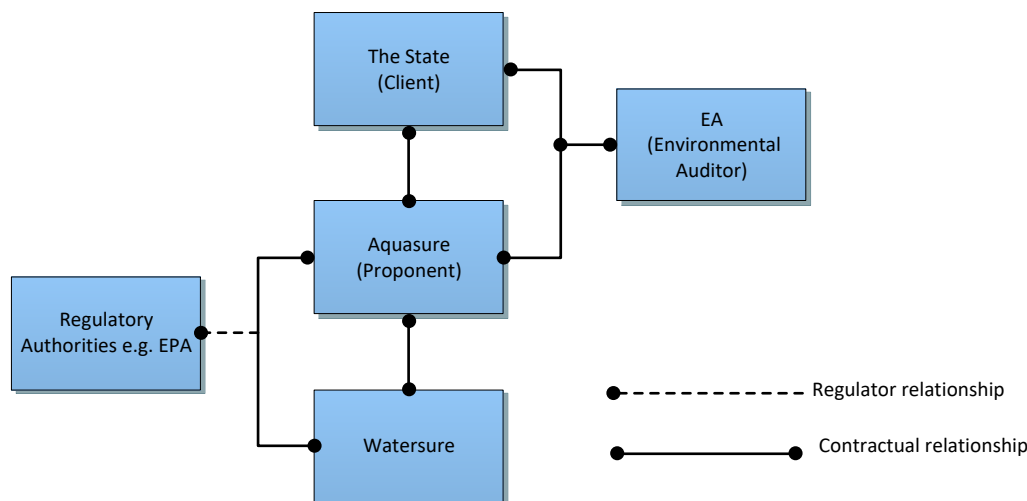 The State
(Client)
EA
(Environmental
Auditor)
Aquasure
(Proponent)
Regulatory
Authorities e.g. EPA
Watersure
Regulator relationship
Contractual relationship